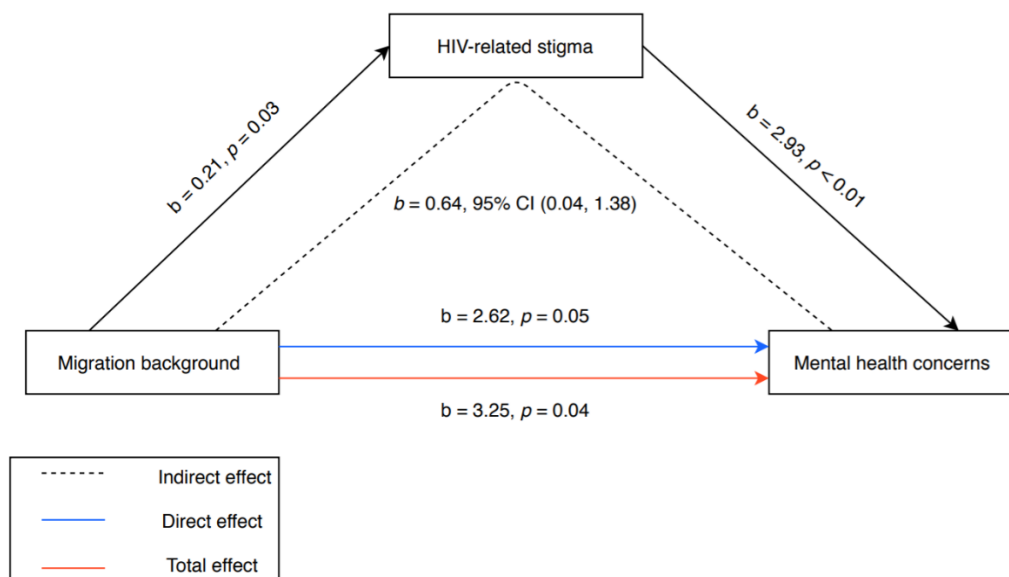 HIV-related stigma
b = 0.21, p = 0.03
b = 2.93, p < 0.01
b = 0.64, 95% CI (0.04, 1.38)
b = 2.62, p = 0.05
Migration background
Mental health concerns
b = 3.25, p = 0.04
Indirect effect
Direct effect
Total effect